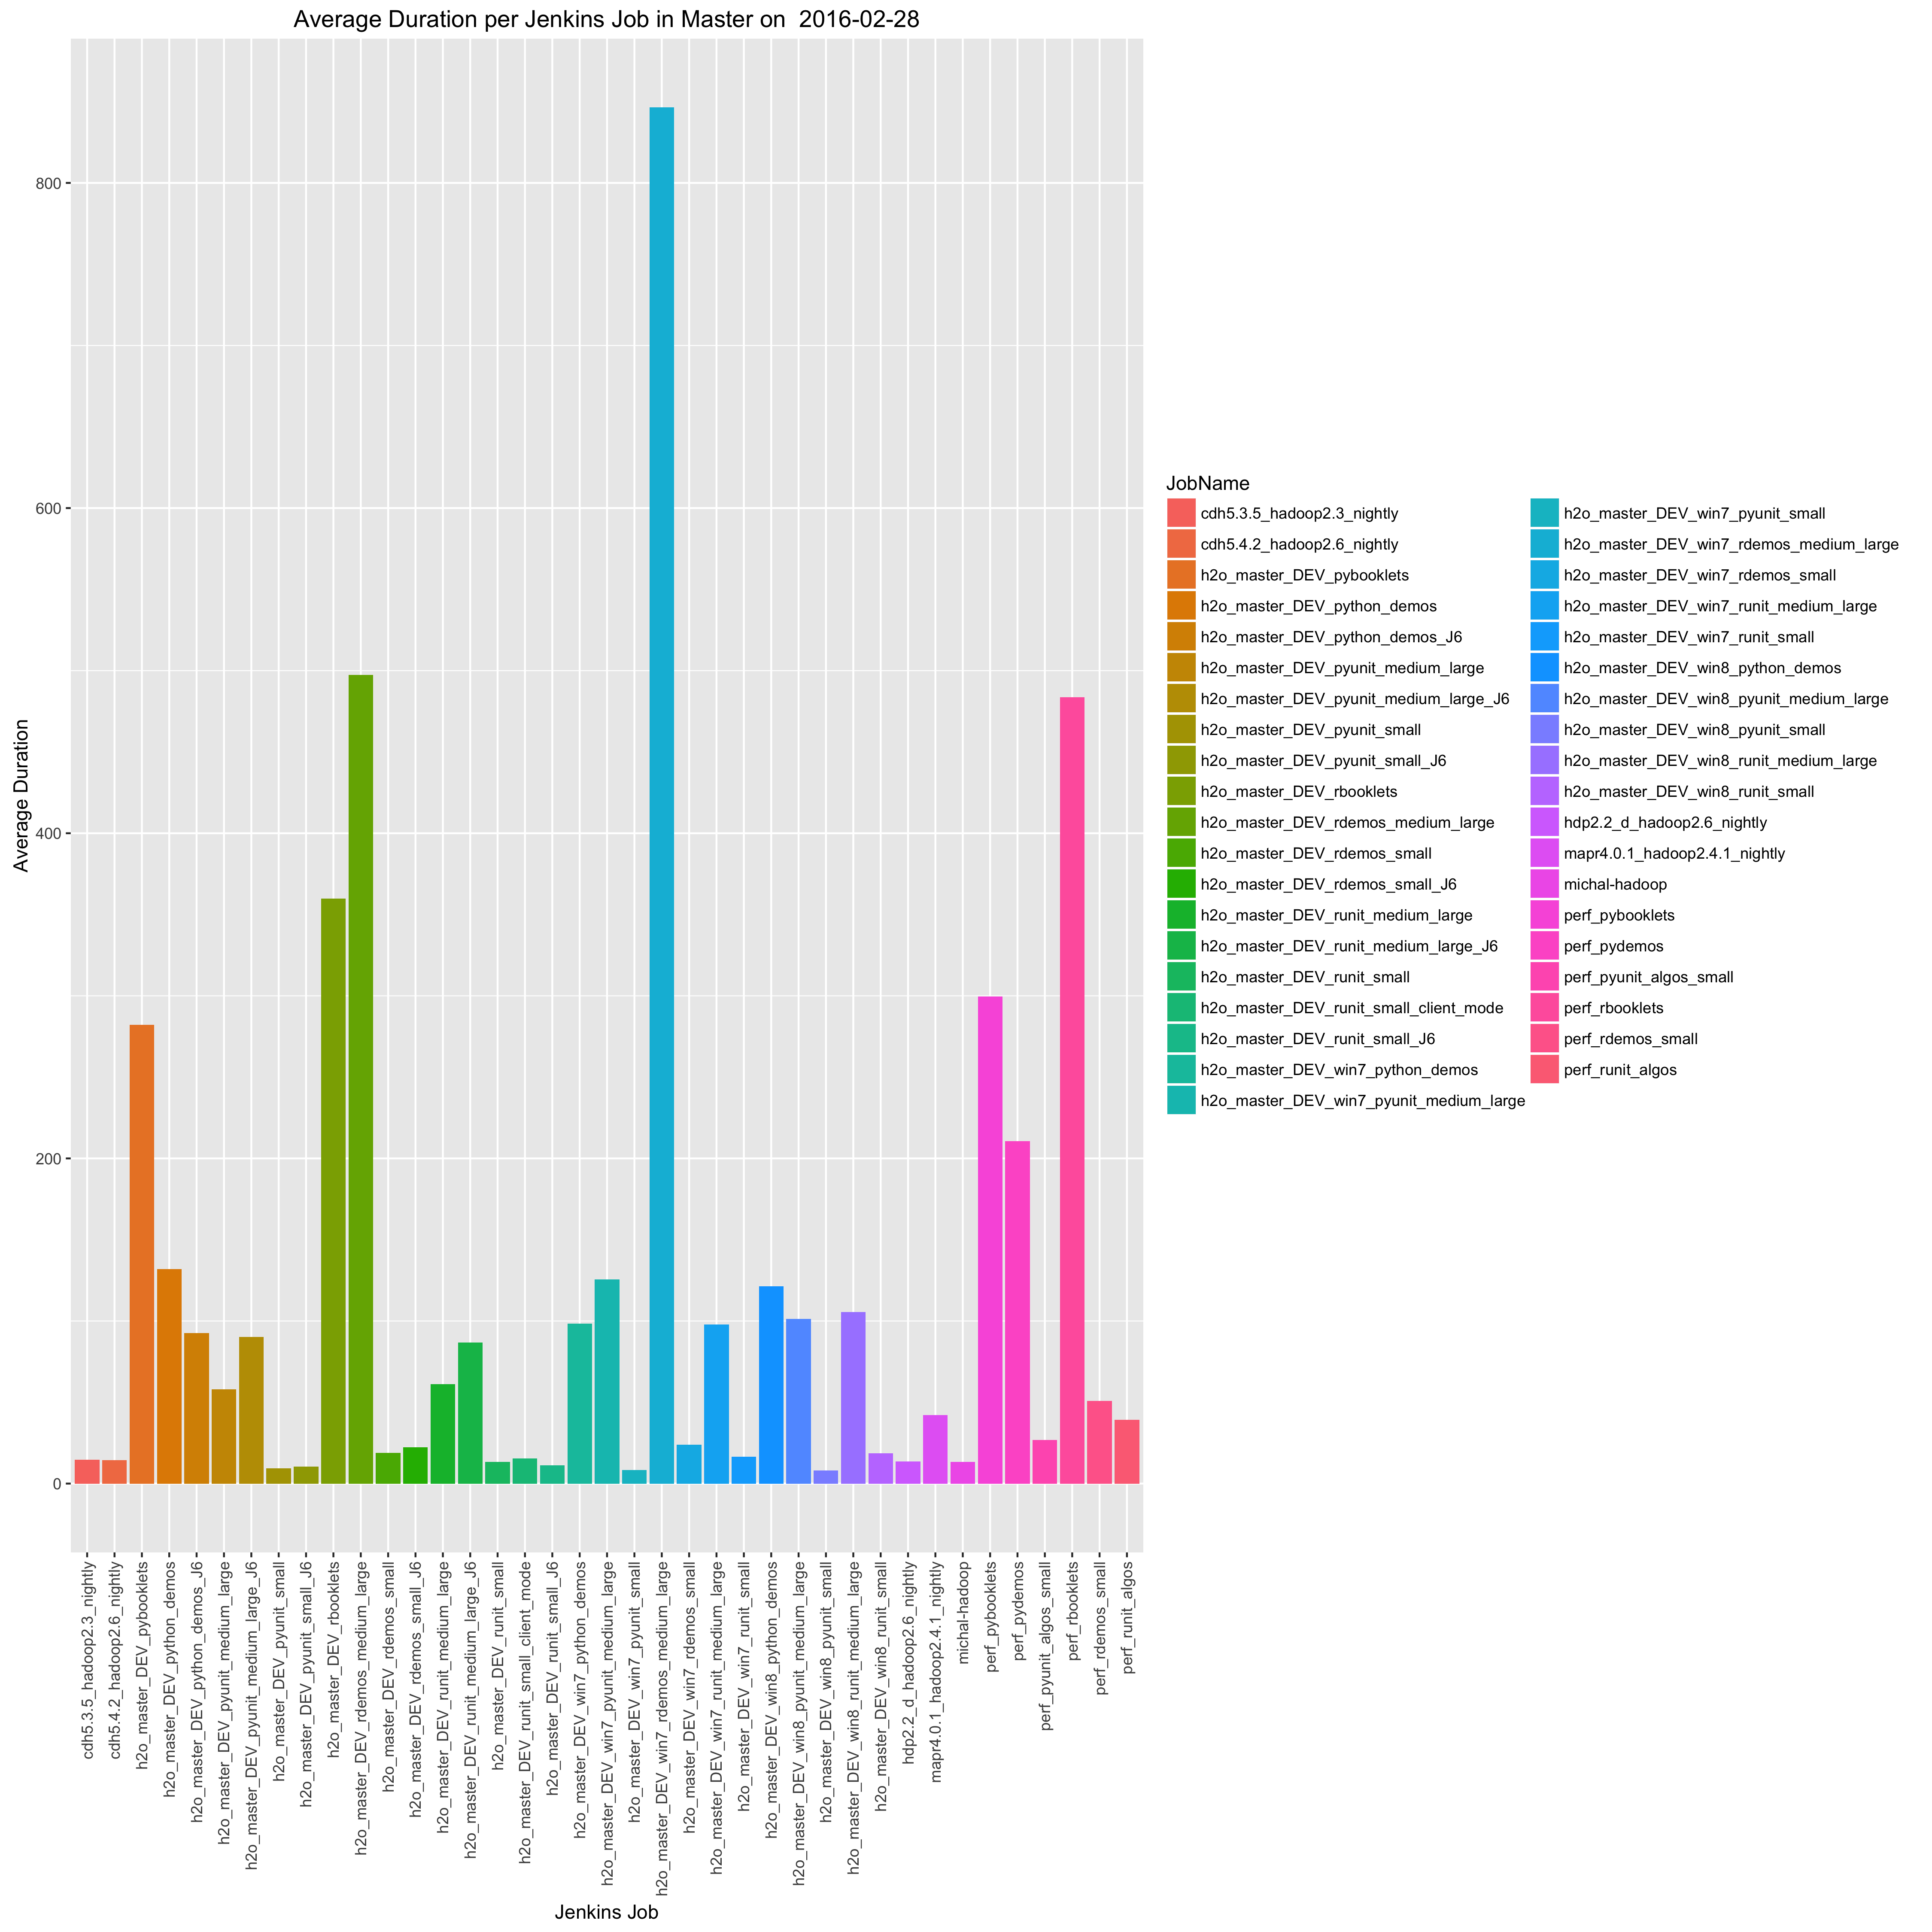 Average Duration per Jenkins Job in Master on  2016-02-28
Average Duration
800
600
400
200
0
cdh5.3.5_hadoop2.3_nightly
cdh5.4.2_hadoop2.6_nightly
h2o_master_DEV_pybooklets
h2o_master_DEV_python_demos
h2o_master_DEV_python_demos_J6
h2o_master_DEV_pyunit_medium_large
h2o_master_DEV_pyunit_medium_large_J6
h2o_master_DEV_pyunit_small
h2o_master_DEV_pyunit_small_J6
h2o_master_DEV_rbooklets
h2o_master_DEV_rdemos_medium_large
h2o_master_DEV_rdemos_small
h2o_master_DEV_rdemos_small_J6
h2o_master_DEV_runit_medium_large
h2o_master_DEV_runit_medium_large_J6
h2o_master_DEV_runit_small
h2o_master_DEV_runit_small_client_mode
h2o_master_DEV_runit_small_J6
h2o_master_DEV_win7_python_demos
h2o_master_DEV_win7_pyunit_medium_large
h2o_master_DEV_win7_pyunit_small
h2o_master_DEV_win7_rdemos_medium_large
h2o_master_DEV_win7_rdemos_small
h2o_master_DEV_win7_runit_medium_large
h2o_master_DEV_win7_runit_small
h2o_master_DEV_win8_python_demos
h2o_master_DEV_win8_pyunit_medium_large
h2o_master_DEV_win8_pyunit_small
h2o_master_DEV_win8_runit_medium_large
h2o_master_DEV_win8_runit_small
hdp2.2_d_hadoop2.6_nightly
mapr4.0.1_hadoop2.4.1_nightly
michal-hadoop
perf_pybooklets
perf_pydemos
perf_pyunit_algos_small
perf_rbooklets
perf_rdemos_small
perf_runit_algos
Jenkins Job
JobName
cdh5.3.5_hadoop2.3_nightly
cdh5.4.2_hadoop2.6_nightly
h2o_master_DEV_pybooklets
h2o_master_DEV_python_demos
h2o_master_DEV_python_demos_J6
h2o_master_DEV_pyunit_medium_large
h2o_master_DEV_pyunit_medium_large_J6
h2o_master_DEV_pyunit_small
h2o_master_DEV_pyunit_small_J6
h2o_master_DEV_rbooklets
h2o_master_DEV_rdemos_medium_large
h2o_master_DEV_rdemos_small
h2o_master_DEV_rdemos_small_J6
h2o_master_DEV_runit_medium_large
h2o_master_DEV_runit_medium_large_J6
h2o_master_DEV_runit_small
h2o_master_DEV_runit_small_client_mode
h2o_master_DEV_runit_small_J6
h2o_master_DEV_win7_python_demos
h2o_master_DEV_win7_pyunit_medium_large
h2o_master_DEV_win7_pyunit_small
h2o_master_DEV_win7_rdemos_medium_large
h2o_master_DEV_win7_rdemos_small
h2o_master_DEV_win7_runit_medium_large
h2o_master_DEV_win7_runit_small
h2o_master_DEV_win8_python_demos
h2o_master_DEV_win8_pyunit_medium_large
h2o_master_DEV_win8_pyunit_small
h2o_master_DEV_win8_runit_medium_large
h2o_master_DEV_win8_runit_small
hdp2.2_d_hadoop2.6_nightly
mapr4.0.1_hadoop2.4.1_nightly
michal-hadoop
perf_pybooklets
perf_pydemos
perf_pyunit_algos_small
perf_rbooklets
perf_rdemos_small
perf_runit_algos